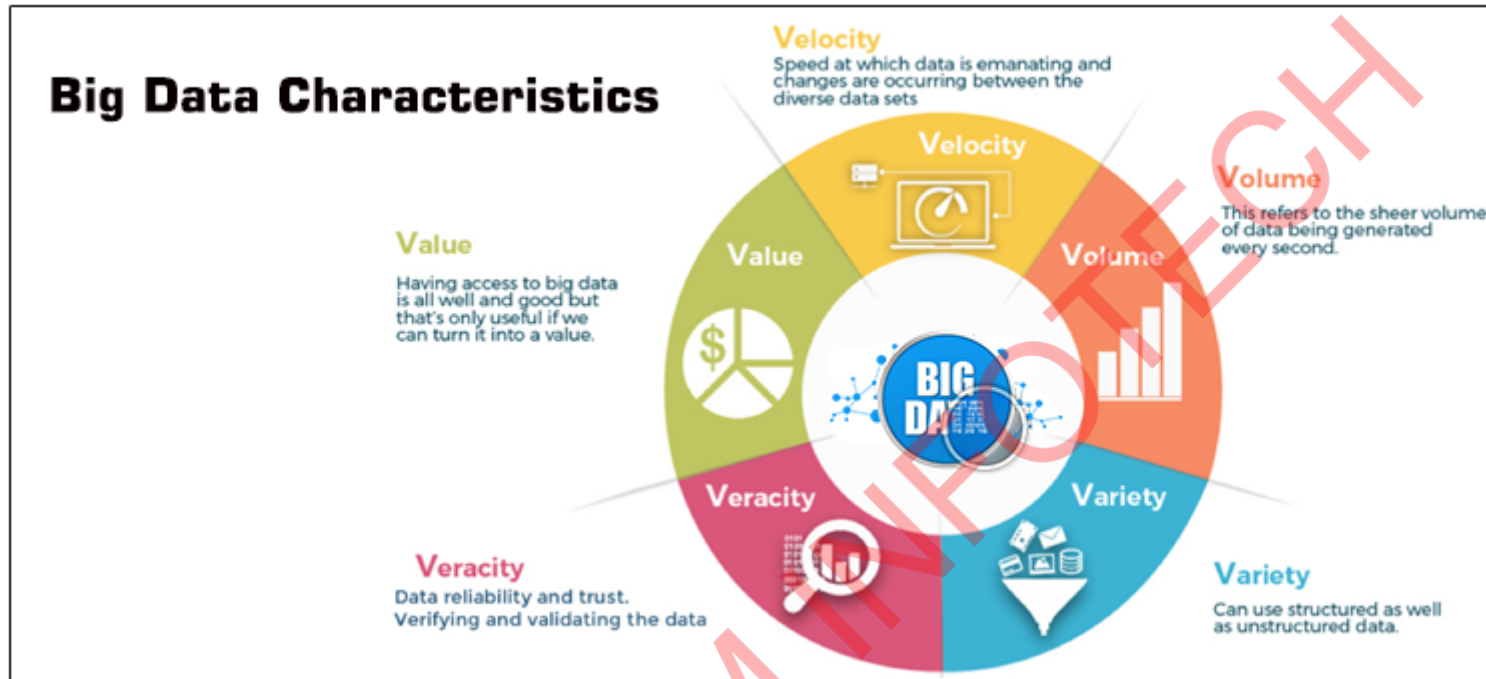 Big Data Characteristics
Velocity
Speed at which data is emanating and
changes are occurring between the
diverse data sets
Velocity
Volume
This refers to the sheer volume
of data being generated
every second.
Volume
Value
Having access to big data
is all well and good but
that's only useful if we
can turn it into a value.
Value
$
BIG
DA
Veracity
Variety
Veracity
Data reliability and trust.
Verifying and validating the data
Variety
Can use structured as well
as unstructured data.
M INFOTECH